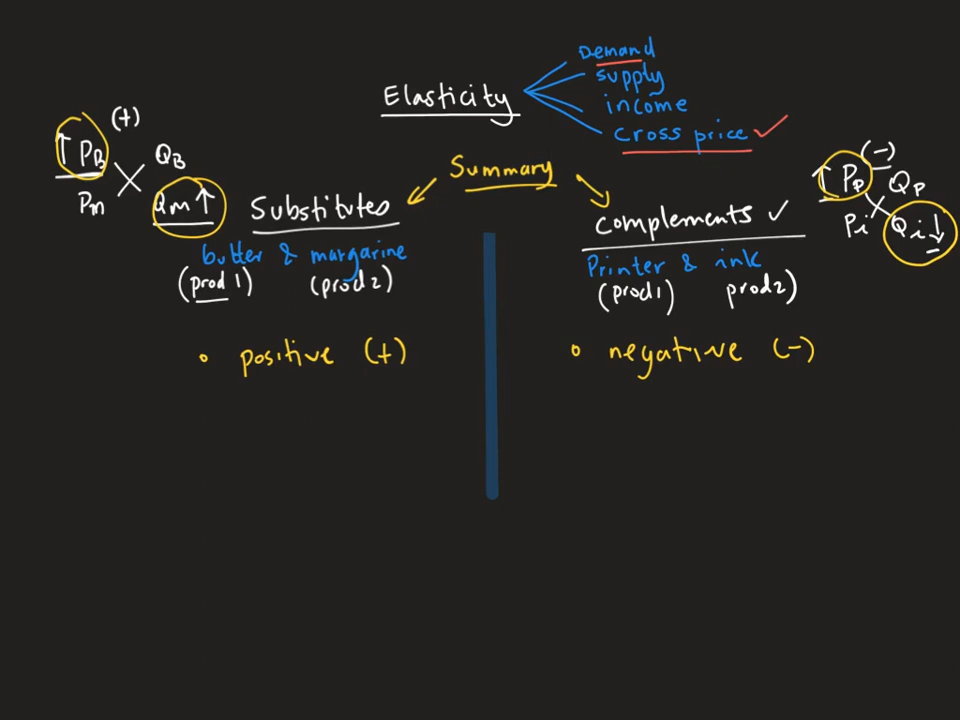 Elasticity
Demand
supply
income
cross price ✓
Summary
(+)
↑ PB QB
Pm Qm ↑
Substitutes
butter & margarine
(prod 1) (prod 2)
• positive (+)
(-)
↑ Pp Qp
Pi Qi ↓
Complements ✓
Printer & ink
(prod1) prod2)
• negative (-)